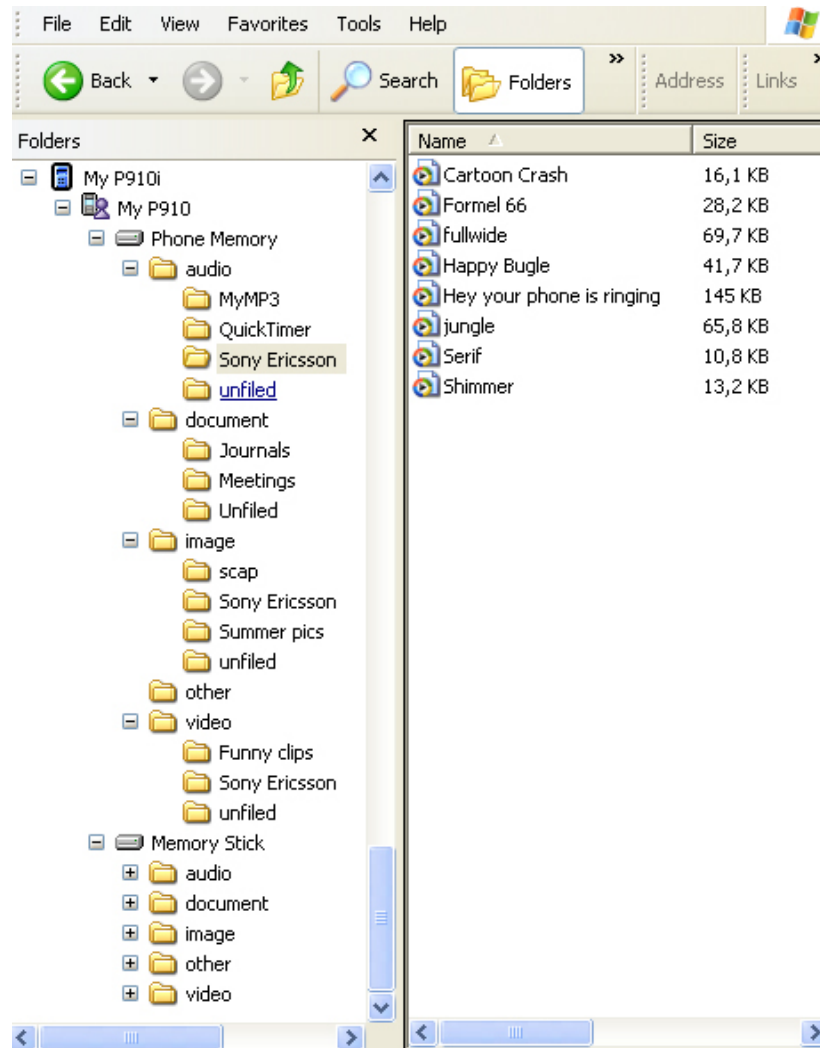 File Edit View Favorites Tools Help
Back Search Folders » Address Links »
Folders
My P910i
My P910
Phone Memory
audio
MyMP3
QuickTimer
Sony Ericsson
unfiled
document
Journals
Meetings
Unfiled
image
scap
Sony Ericsson
Summer pics
unfiled
other
video
Funny clips
Sony Ericsson
unfiled
Memory Stick
audio
document
image
other
video
Name Size
Cartoon Crash 16,1 KB
Formel 66 28,2 KB
fullwide 69,7 KB
Happy Bugle 41,7 KB
Hey your phone is ringing 145 KB
jungle 65,8 KB
Serif 10,8 KB
Shimmer 13,2 KB